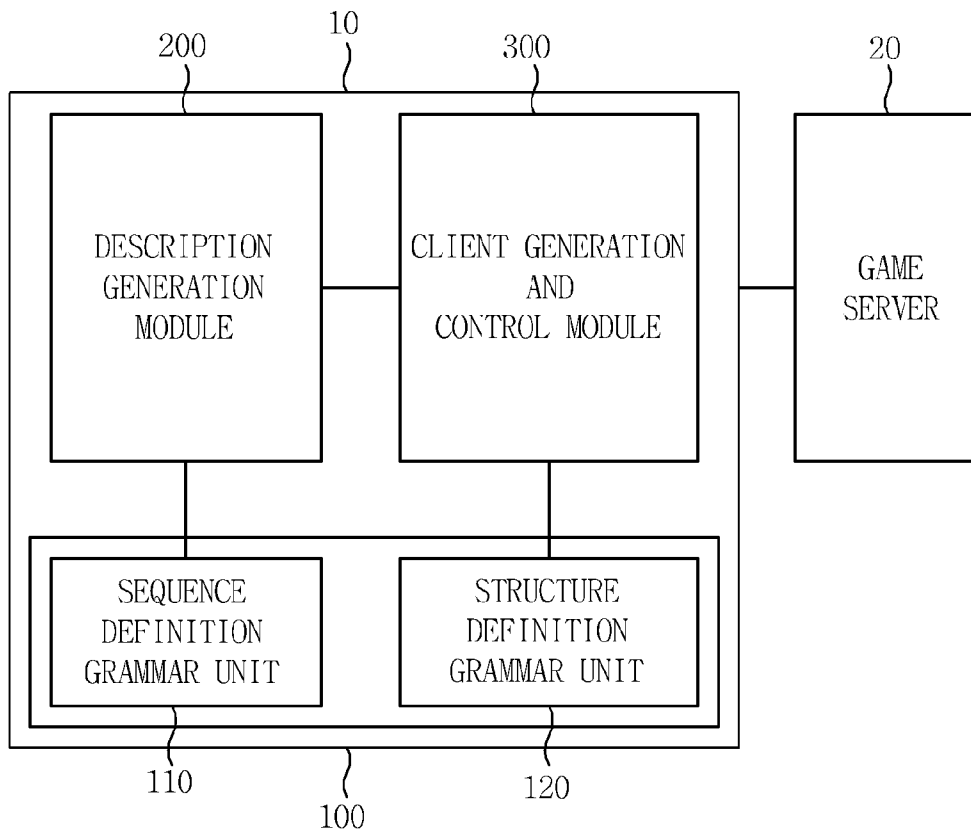 200
10
300
20
DESCRIPTION
GENERATION
MODULE
CLIENT GENERATION
AND
CONTROL MODULE
GAME
SERVER
SEQUENCE
DEFINITION
GRAMMAR UNIT
STRUCTURE
DEFINITION
GRAMMAR UNIT
110
100
120